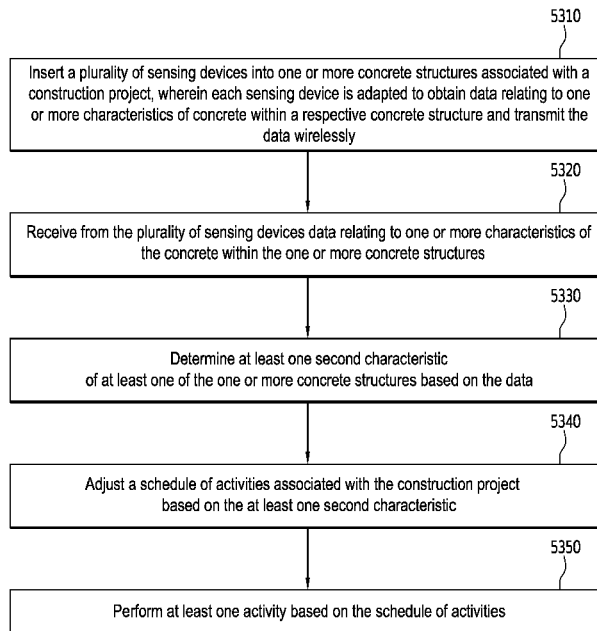 5310
Insert a plurality of sensing devices into one or more concrete structures associated with a
construction project, wherein each sensing device is adapted to obtain data relating to one
or more characteristics of concrete within a respective concrete structure and transmit the
data wirelessly
5320
Receive from the plurality of sensing devices data relating to one or more characteristics of
the concrete within the one or more concrete structures
5330
Determine at least one second characteristic
of at least one of the one or more concrete structures based on the data
5340
Adjust a schedule of activities associated with the construction project
based on the at least one second characteristic
5350
Perform at least one activity based on the schedule of activities